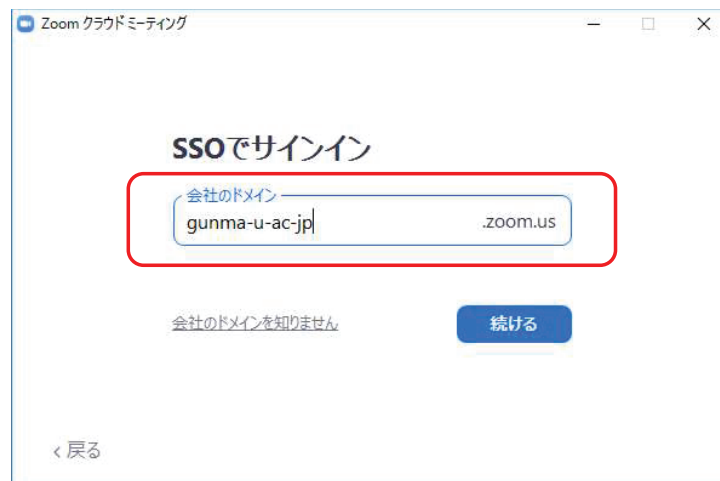 Zoom クラウド ミーティング
SSOでサインイン
会社のドメイン
gunma-u-ac-jp .zoom.us
会社のドメインを知りません 続ける
戻る